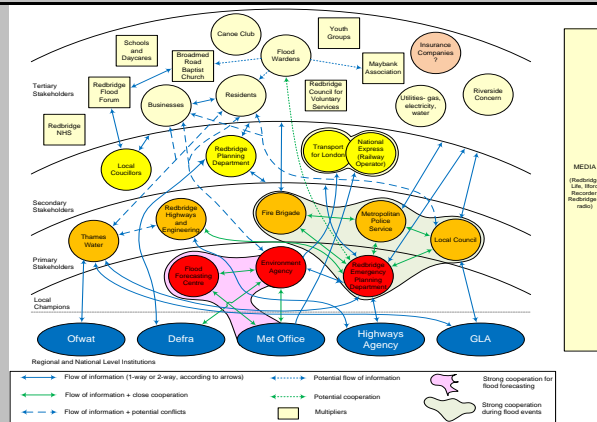 Canoe Club
Youth
Groups
Schools
and
Daycares
Broadmed
Road
Baptist
Church
Flood
Wardens
Insurance
Companies
?
Maybank
Association
Tertiary
Stakeholders
Redbridge
Flood
Forum
Businesses
Residents
Redbridge
Council for
Voluntary
Services
Utilities- gas,
electricity,
water
Riverside
Concern
Redbridge
NHS
Transport
for London
National
Express
(Railway
Operator)
Redbridge
Planning
Department
Local
Coucillors
MEDIA
(Redbridge
Life, Ilford
Recorder
Redbridge
radio)
Secondary
Stakeholders
Redbridge
Highways
and
Engineering
Fire Brigade
Metropolitan
Police
Service
Thames
Water
Local Council
Primary
Stakeholders
Flood
Forecasting
Centre
Environment
Agency
Redbridge
Emergency
Planning
Department
Local
Champions
Ofwat
Defra
Met Office
Highways
Agency
GLA
Regional and National Level Institutions
Flow of information (1-way or 2-way, according to arrows)
Flow of information + close cooperation
Flow of information + potential conflicts
Potential flow of information
Potential cooperation
Multipliers
Strong cooperation for
flood forecasting
Strong cooperation
during flood events